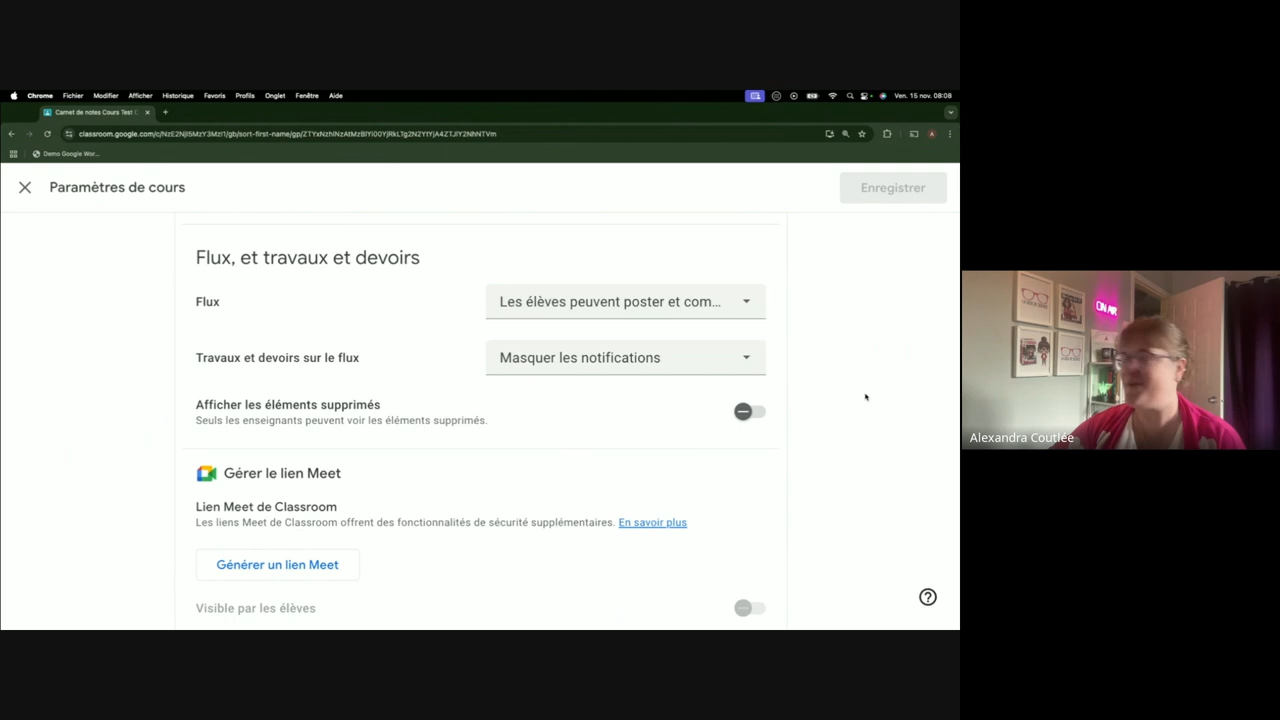 Chrome Fichier Modifier Afficher Historique Favoris Profils Onglet Fenêtre Aide
Ven. 15 nov. 08:08
Carnet de notes Cours Test
Demo Google Wor...
Paramètres de cours
Enregistrer
Flux, et travaux et devoirs
Flux
Les élèves peuvent poster et com...
Travaux et devoirs sur le flux
Masquer les notifications
Afficher les éléments supprimés
Seuls les enseignants peuvent voir les éléments supprimés.
Gérer le lien Meet
Lien Meet de Classroom
Les liens Meet de Classroom offrent des fonctionnalités de sécurité supplémentaires. En savoir plus
Générer un lien Meet
Visible par les élèves
ON AIR
Alexandra Coutlée